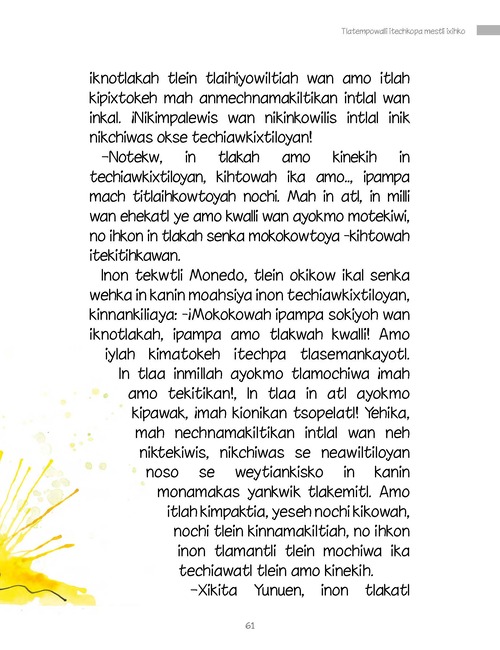 Tlatempowalli itechkopa mestli ixihko
iknotlakah tlein tlaihiyowiltiah wan amo itlah
kipixtokeh mah anmechnamakiltikan intlal wan
inkal. ¡Nikimpalewis wan nikinkowilis intlal inik
nikchiwas okse techiawkixtiloyan!
–Notekw, in tlakah amo kinekih in
techiawkixtiloyan, kihtowah ika amo.., ipampa
mach titlaihkowtoyah nochi. Mah in atl, in milli
wan ehekatl ye amo kwalli wan ayokmo motekiwi,
no ihkon in tlakah senka mokokowtoya –kihtowah
itekitihkawan.
Inon tekwtli Monedo, tlein okikow ikal senka
wehka in kanin moahsiya inon techiawkixtiloyan,
kinnankiliaya: –¡Mokokowah ipampa sokiyoh wan
iknotlakah, ipampa amo tlakwah kwalli! Amo
iylah kimatokeh itechpa tlasemankayotl.
In tlaa inmillah ayokmo tlamochiwa ¡mah
amo tekitikan!, In tlaa in atl ayokmo
kipawak, ¡mah kionikan tsopelatl! Yehika,
mah nechnamakiltikan intlal wan neh
niktekiwis, nikchiwas se neawiltiloyan
noso se weytiankisko in kanin
monamakas yankwik tlakemitl. Amo
itlah kimpaktia, yeseh nochi kikowah,
nochi tlein kinnamakiltiah, no ihkon
inon tlamantli tlein mochiwa ika
techiawatl tlein amo kinekih.
–Xikita Yunuen, inon tlakatl
61